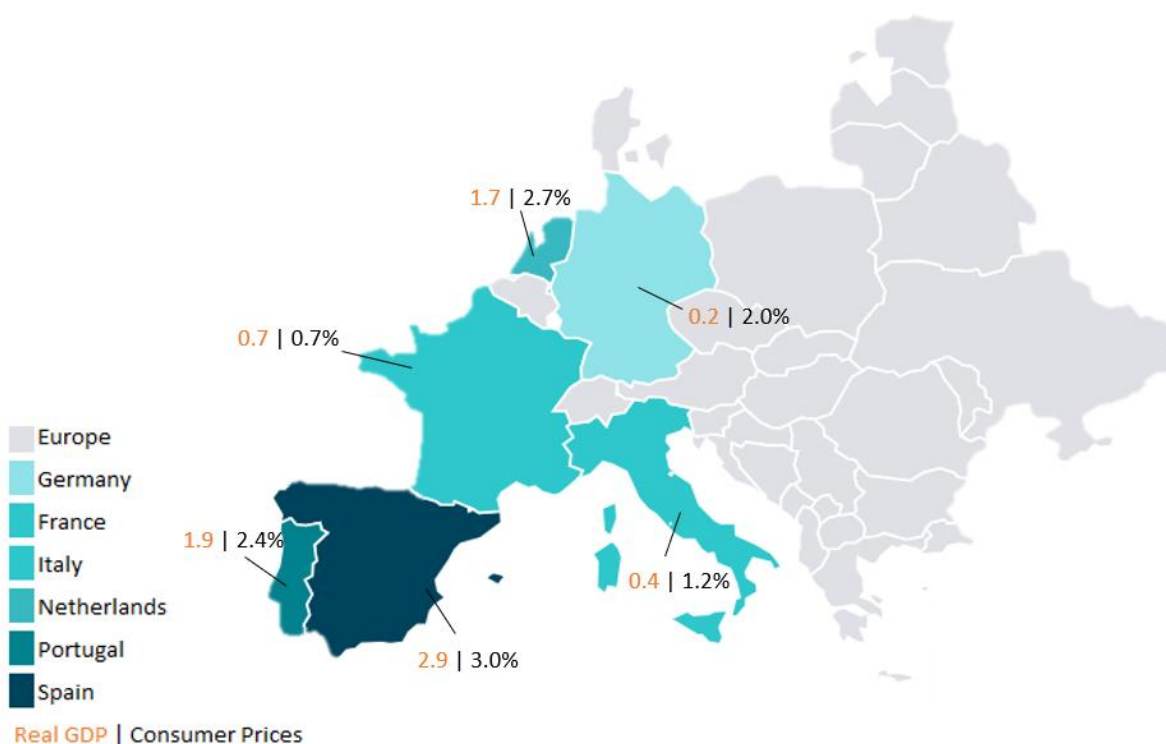 1.7 | 2.7%
0.2 | 2.0%
0.7 | 0.7%
Europe
Germany
France
Italy
Netherlands
Portugal
Spain
1.9 | 2.4%
0.4 | 1.2%
2.9 | 3.0%
Real GDP | Consumer Prices